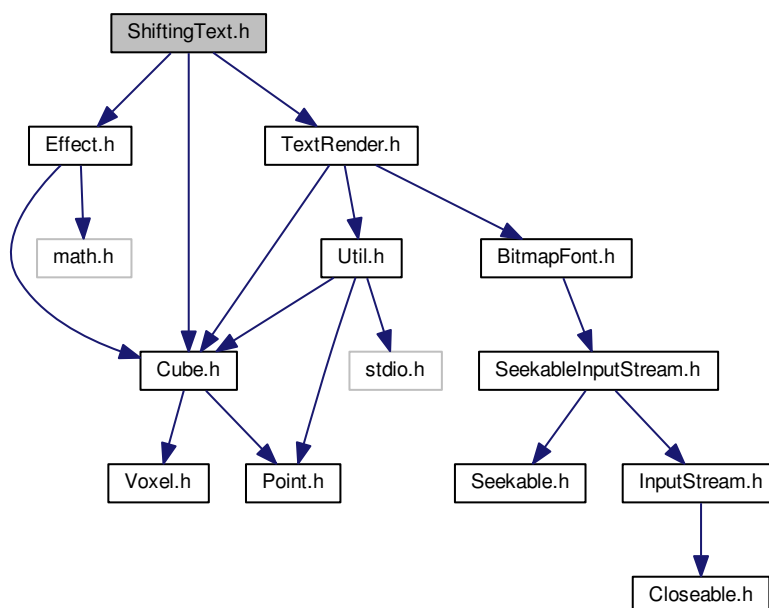 ShiftingText.h
Effect.h
TextRender.h
math.h
Util.h
BitmapFont.h
Cube.h
stdio.h
SeekableInputStream.h
Voxel.h
Point.h
Seekable.h
InputStream.h
Closeable.h